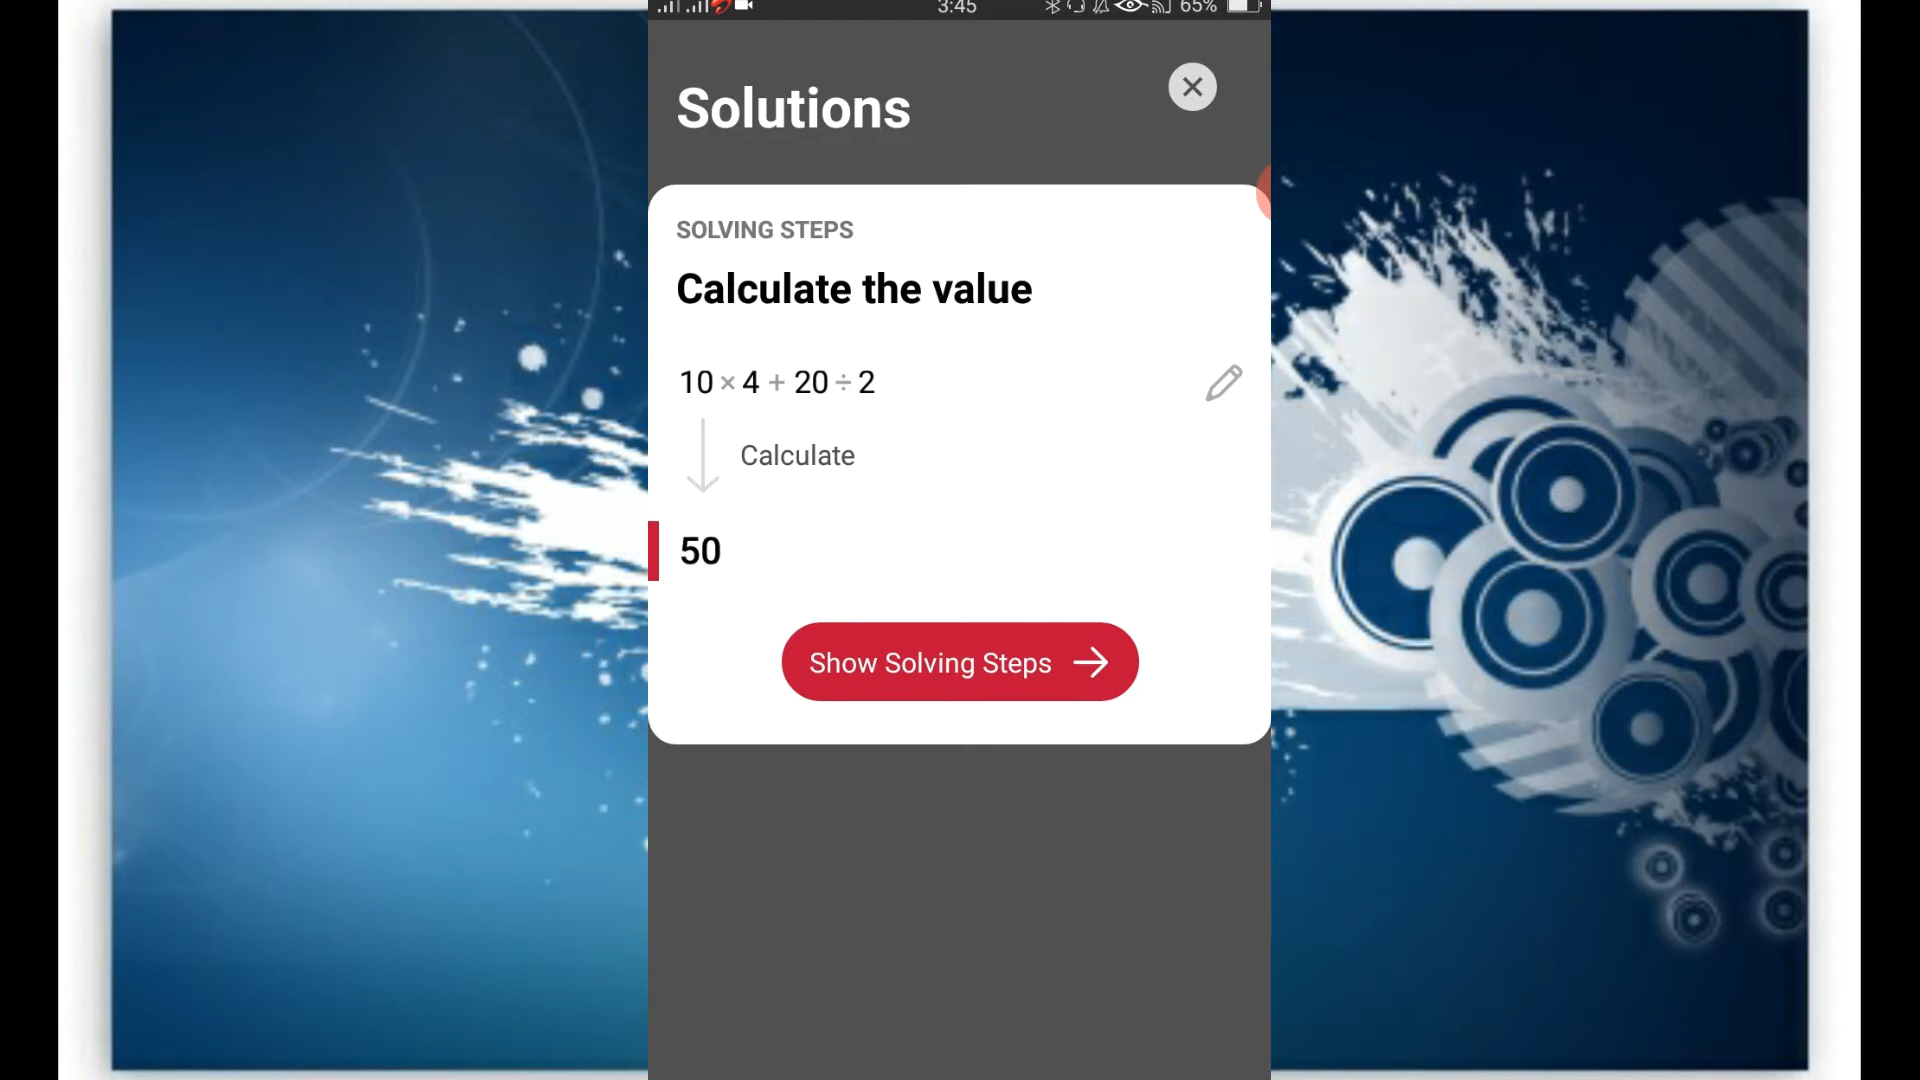 3:45 65%
Solutions
SOLVING STEPS
Calculate the value
10 × 4 + 20 ÷ 2
Calculate
50
Show Solving Steps